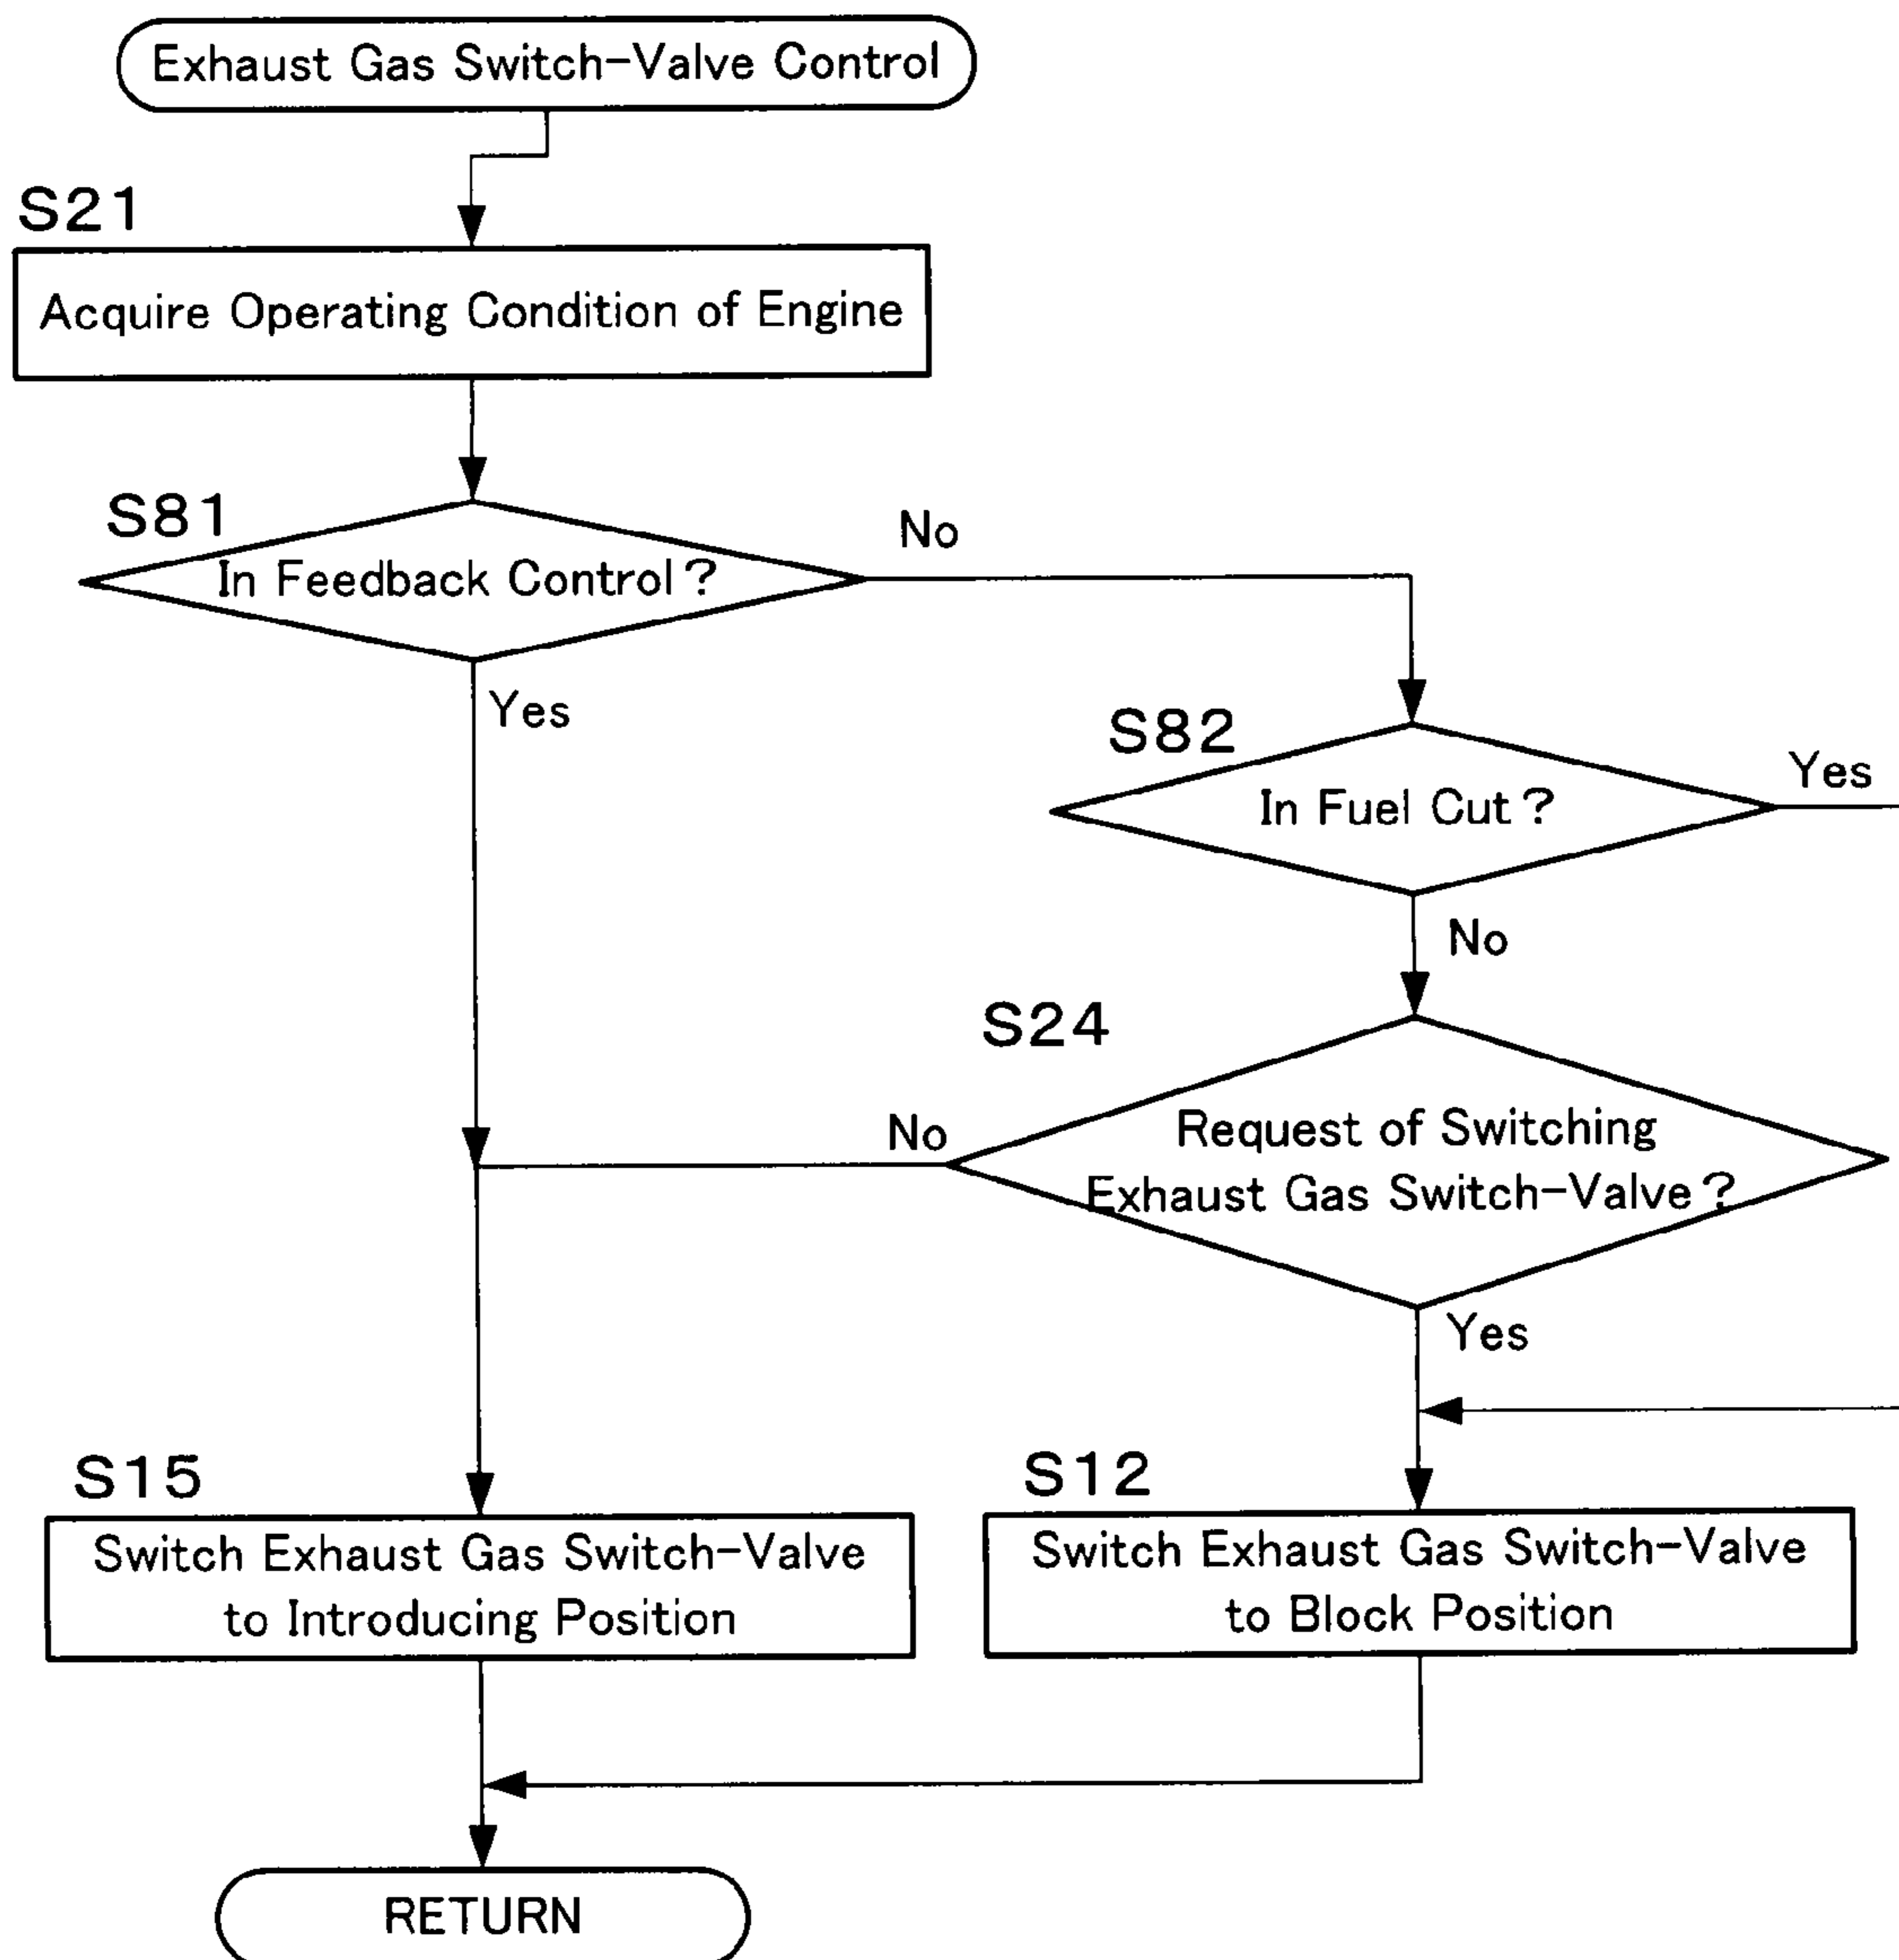 Exhaust Gas Switch-Valve Control
S21
Acquire Operating Condition of Engine
S81
In Feedback Control?
No
Yes
S82
In Fuel Cut?
Yes
No
S24
Request of Switching
Exhaust Gas Switch-Valve?
No
Yes
S15
Switch Exhaust Gas Switch-Valve
to Introducing Position
S12
Switch Exhaust Gas Switch-Valve
to Block Position
RETURN